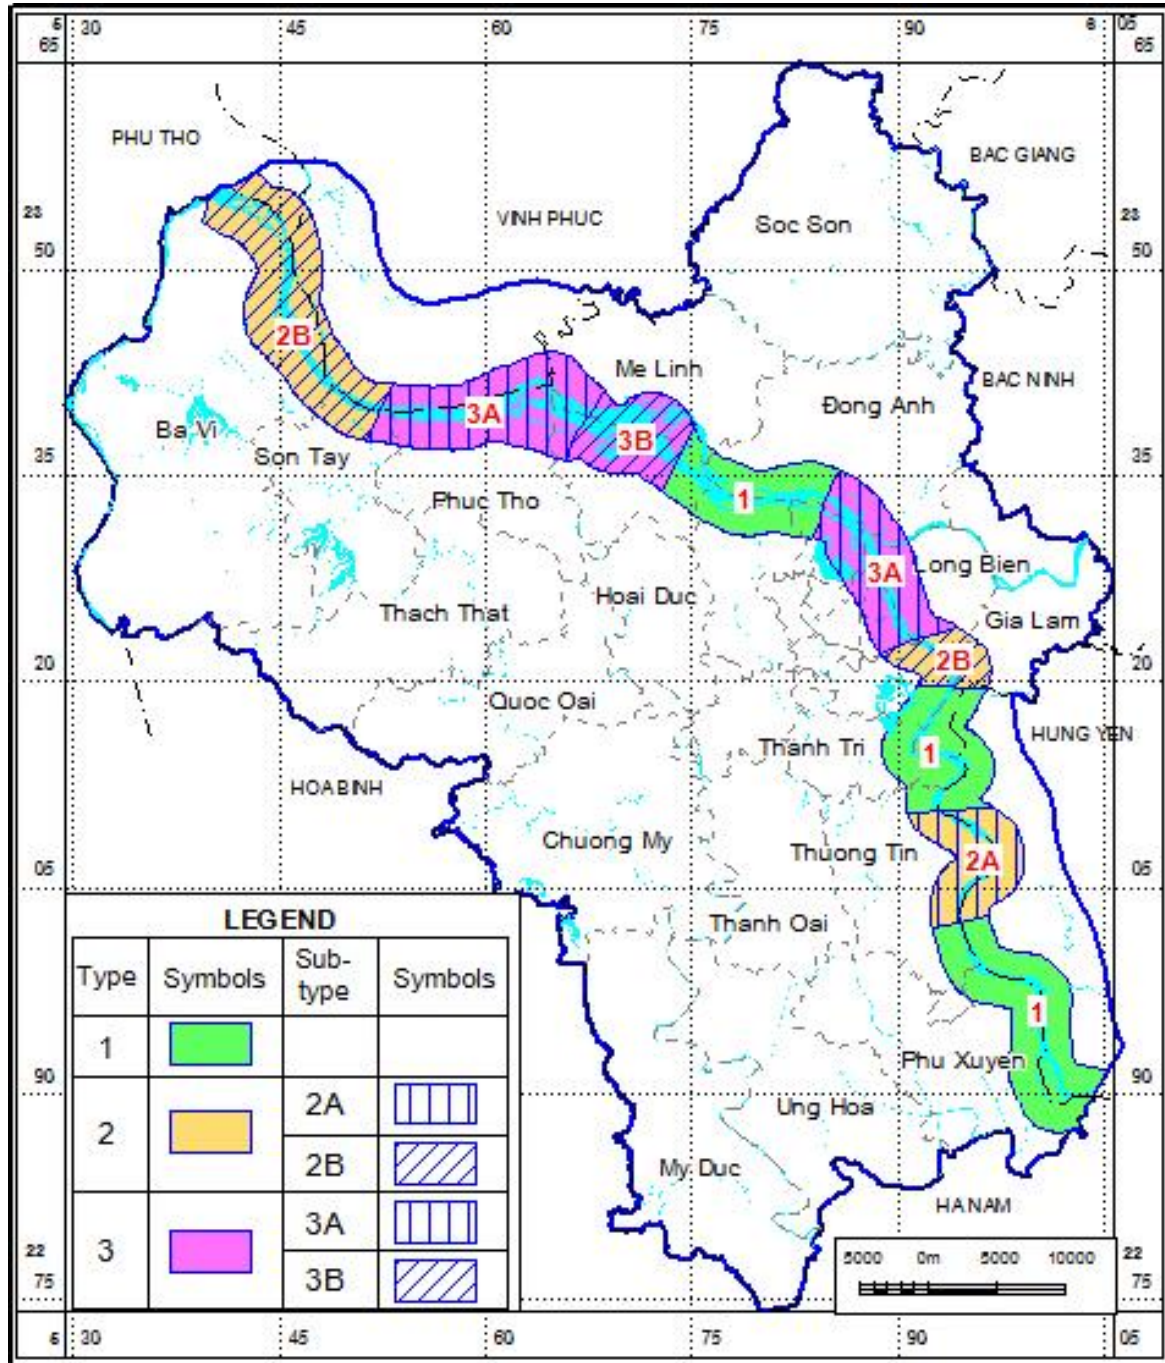 6 30 45 60 75 90 6 05
65 65
PHU THO
BAC GIANG
23 VINH PHUC Soc Son 23
50 50
2B
Me Linh
BAC NINH
3A Đong Anh
Ba Vi 3B
Son Tay
35 35
Phuc Tho 1
3A Long Bien
Hoai Duc
Thach That Gia Lam
20 2B 20
Quoc Oai
Thanh Tri 1 HUNG YEN
HOA BINH
Chuong My Thuong Tin
05 2A 05
LEGEND
Thanh Oai
Type Symbols Sub-type Symbols
1
1
Phu Xuyen
90 90
2 2A
Ung Hoa
2B
My Duc
HA NAM
3 3A
22 22
75 75
3B
5000 0m 5000 10000
6 30 45 60 75 90 05